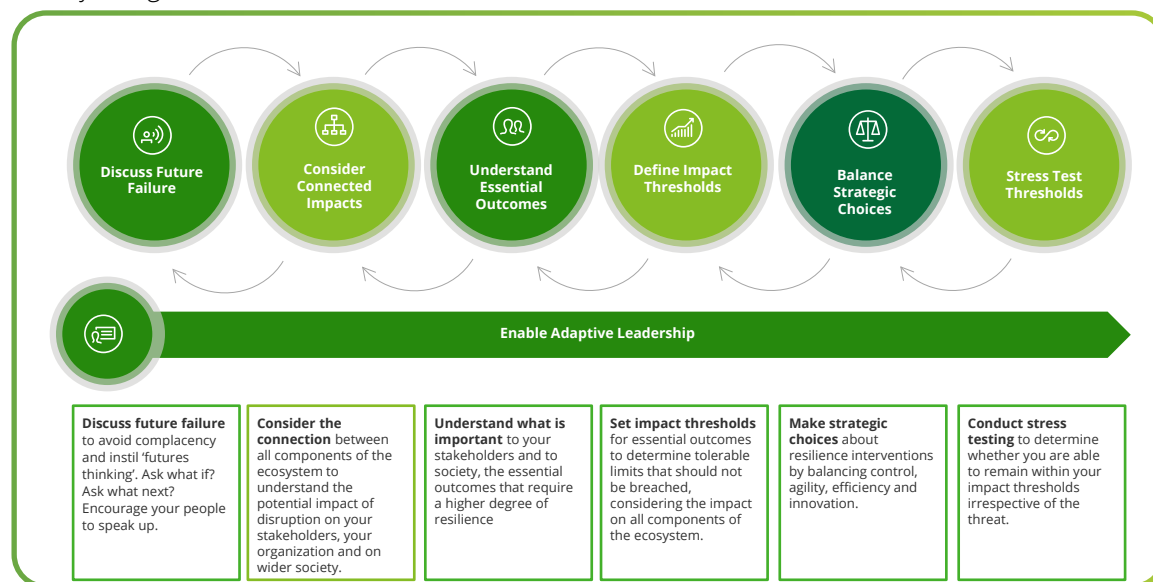 Discuss Future
Failure
Consider
Connected
Impacts
Understand
Essential
Outcomes
Define Impact
Thresholds
Balance
Strategic
Choices
Stress Test
Thresholds
Enable Adaptive Leadership
Discuss future failure
to avoid complacency
and instil ‘futures
thinking’. Ask what if?
Ask what next?
Encourage your people
to speak up.
Consider the
connection between
all components of the
ecosystem to
understand the
potential impact of
disruption on your
stakeholders, your
organization and on
wider society.
Understand what is
important to your
stakeholders and to
society, the essential
outcomes that require
a higher degree of
resilience
Set impact thresholds
for essential outcomes
to determine tolerable
limits that should not
be breached,
considering the impact
on all components of
the ecosystem.
Make strategic
choices about
resilience interventions
by balancing control,
agility, efficiency and
innovation.
Conduct stress
testing to determine
whether you are able
to remain within your
impact thresholds
irrespective of the
threat.